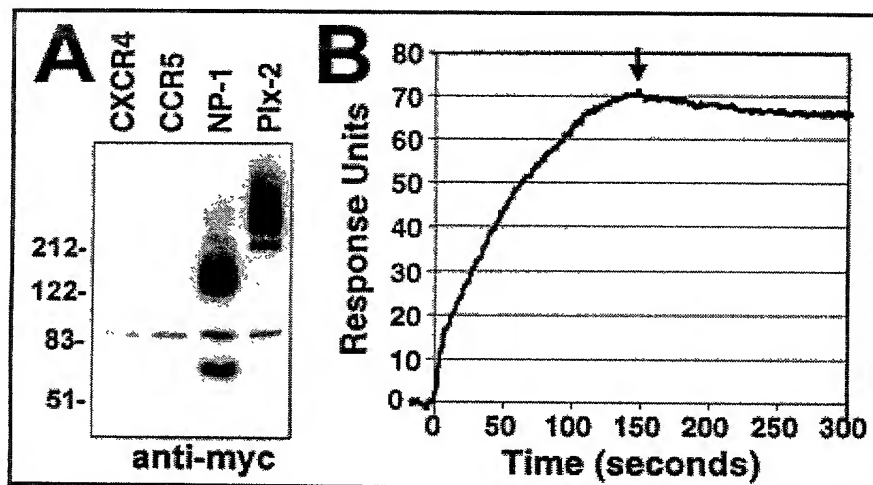 A
CXCR4
CCR5
NP-1
Plx-2
212-
122-
83-
51-
anti-myc
B
Response Units
80
70
60
50
40
30
20
10
0
0 50 100 150 200 250 300
Time (seconds)